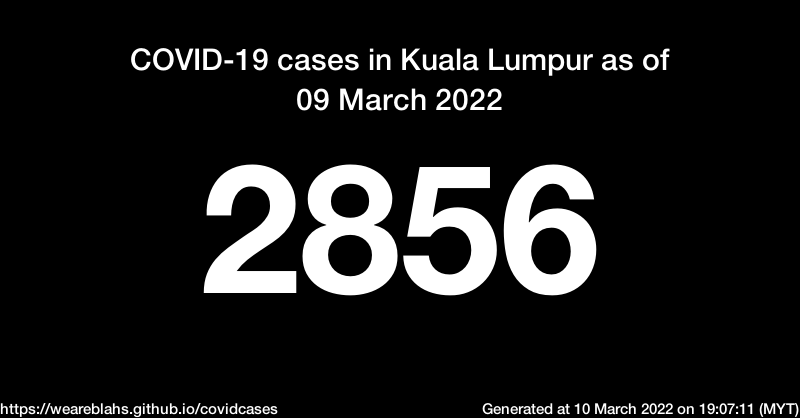 COVID-19 cases in Kuala Lumpur as of
09 March 2022
2856
https://weareblahs.github.io/covidcases
Generated at 10 March 2022 on 19:07:11 (MYT)